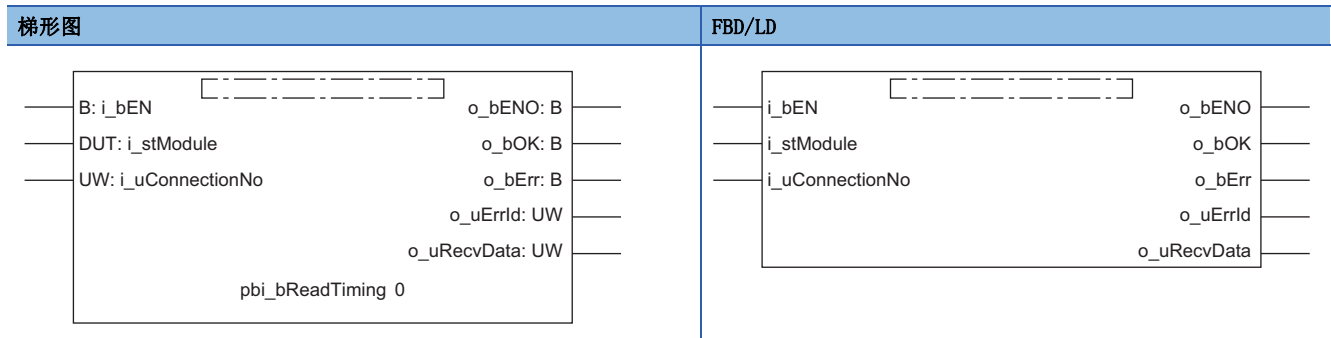 梯形图
FBD/LD
B: i_bEN
o_bENO: B
DUT: i_stModule
o_bOK: B
UW: i_uConnectionNo
o_bErr: B
o_uErrId: UW
o_uRecvData: UW
pbi_bReadTiming 0
i_bEN
o_bENO
i_stModule
o_bOK
i_uConnectionNo
o_bErr
o_uErrId
o_uRecvData